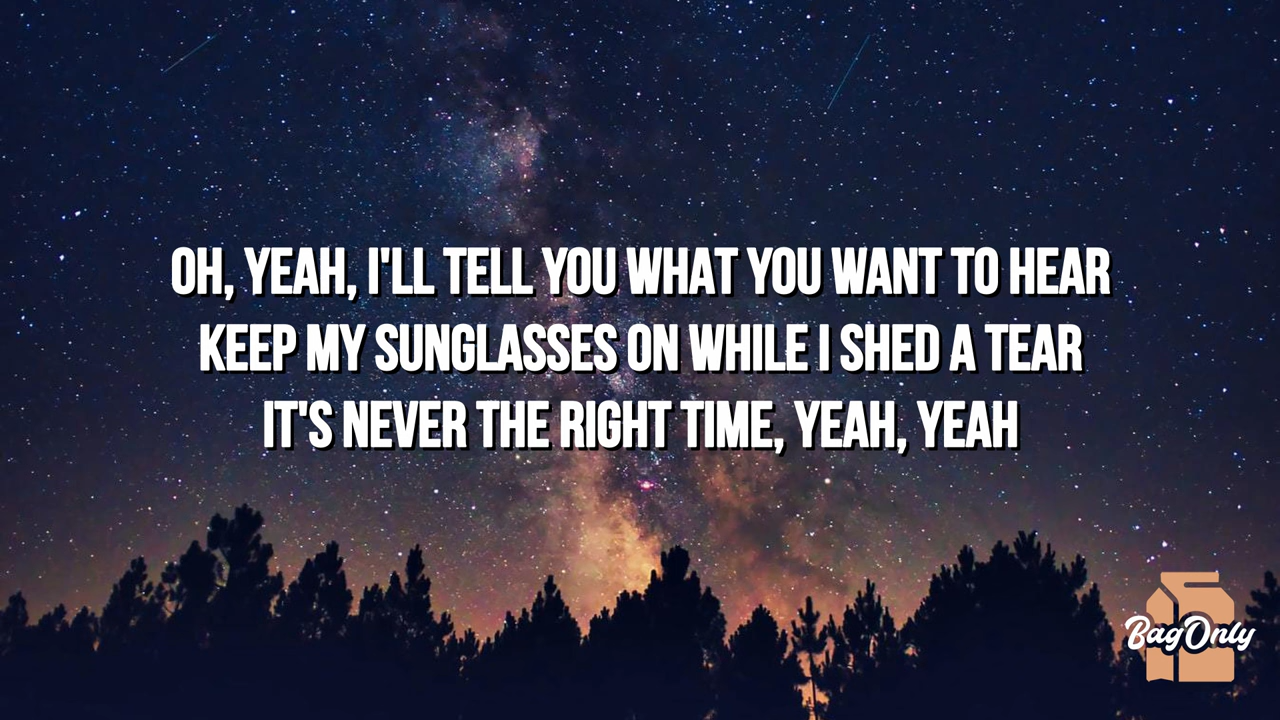 OH, YEAH, I'LL TELL YOU WHAT YOU WANT TO HEAR
KEEP MY SUNGLASSES ON WHILE I SHED A TEAR
IT'S NEVER THE RIGHT TIME, YEAH, YEAH
BagOnly